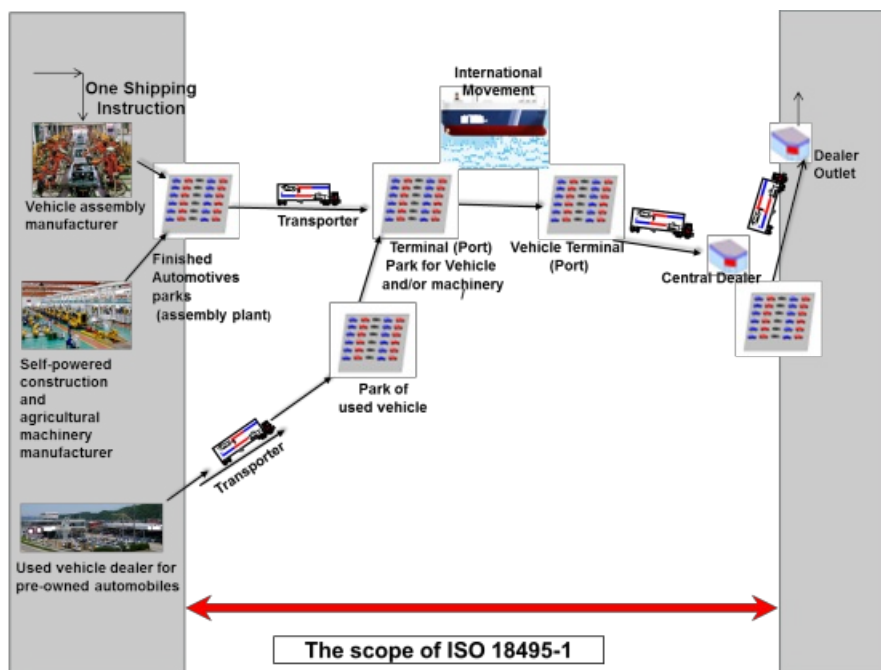 One Shipping
Instruction
Vehicle assembly
manufacturer
Finished
Automotives
parks
(assembly plant)
Self-powered
construction
and
agricultural
machinery
manufacturer
Used vehicle dealer for
pre-owned automobiles
Transporter
Transporter
Park of
used vehicle
Terminal (Port)
Park for Vehicle
and/or machinery
International
Movement
Vehicle Terminal
(Port)
Central Dealer
Dealer
Outlet
The scope of ISO 18495-1